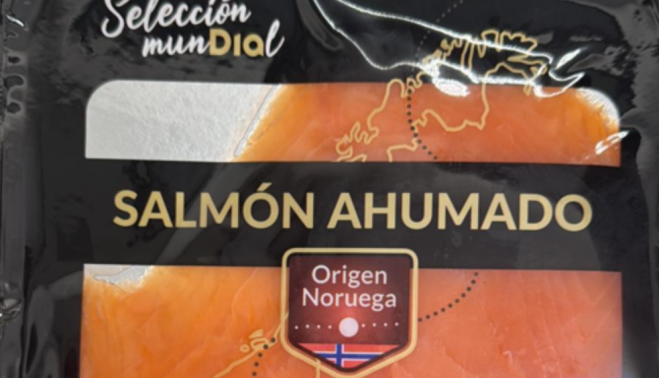 Selección
munDIal
SALMÓN AHUMADO
Origen
Noruega